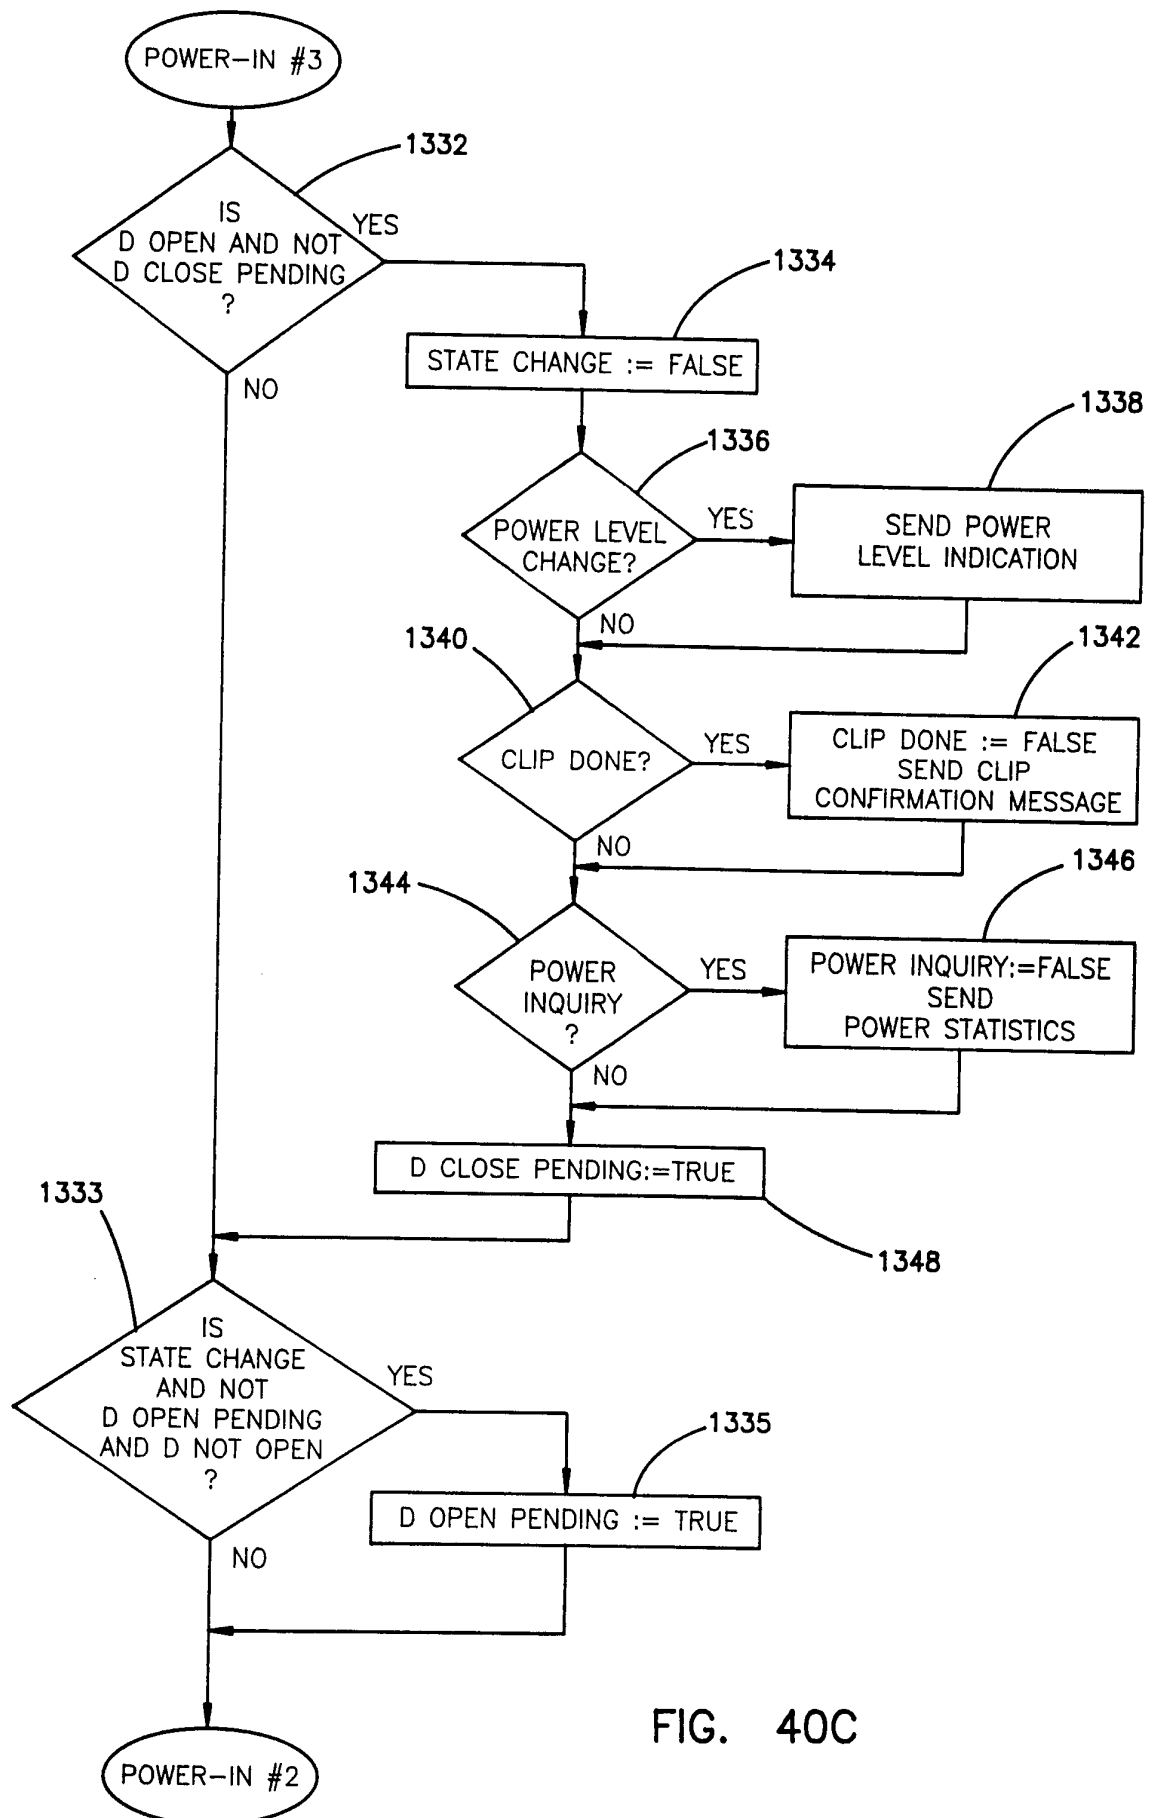 POWER-IN #3
1332
IS
D OPEN AND NOT
D CLOSE PENDING
?
YES
NO
1334
STATE CHANGE := FALSE
1336
POWER LEVEL
CHANGE?
YES
NO
1338
SEND POWER
LEVEL INDICATION
1340
CLIP DONE?
YES
NO
1342
CLIP DONE := FALSE
SEND CLIP
CONFIRMATION MESSAGE
1344
POWER
INQUIRY
?
YES
NO
1346
POWER INQUIRY:=FALSE
SEND
POWER STATISTICS
D CLOSE PENDING:=TRUE
1348
1333
IS
STATE CHANGE
AND NOT
D OPEN PENDING
AND D NOT OPEN
?
YES
NO
1335
D OPEN PENDING := TRUE
POWER-IN #2
FIG. 40C